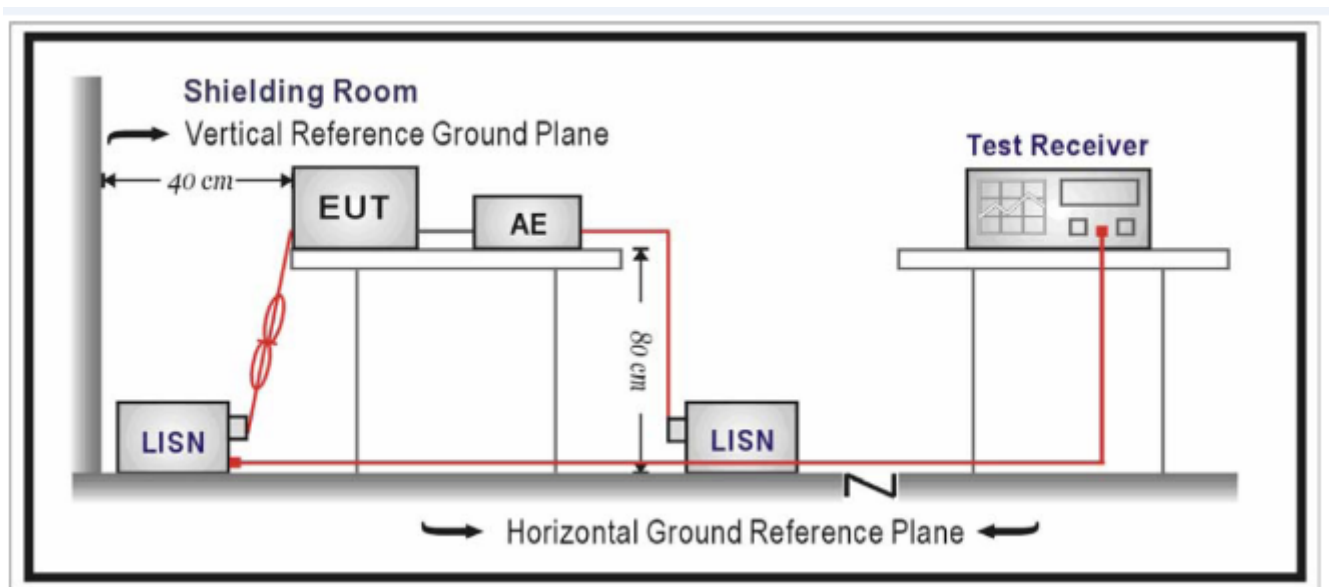 Shielding Room
Vertical Reference Ground Plane
Test Receiver
40 cm
EUT
AE
80 cm
LISN
LISN
Horizontal Ground Reference Plane